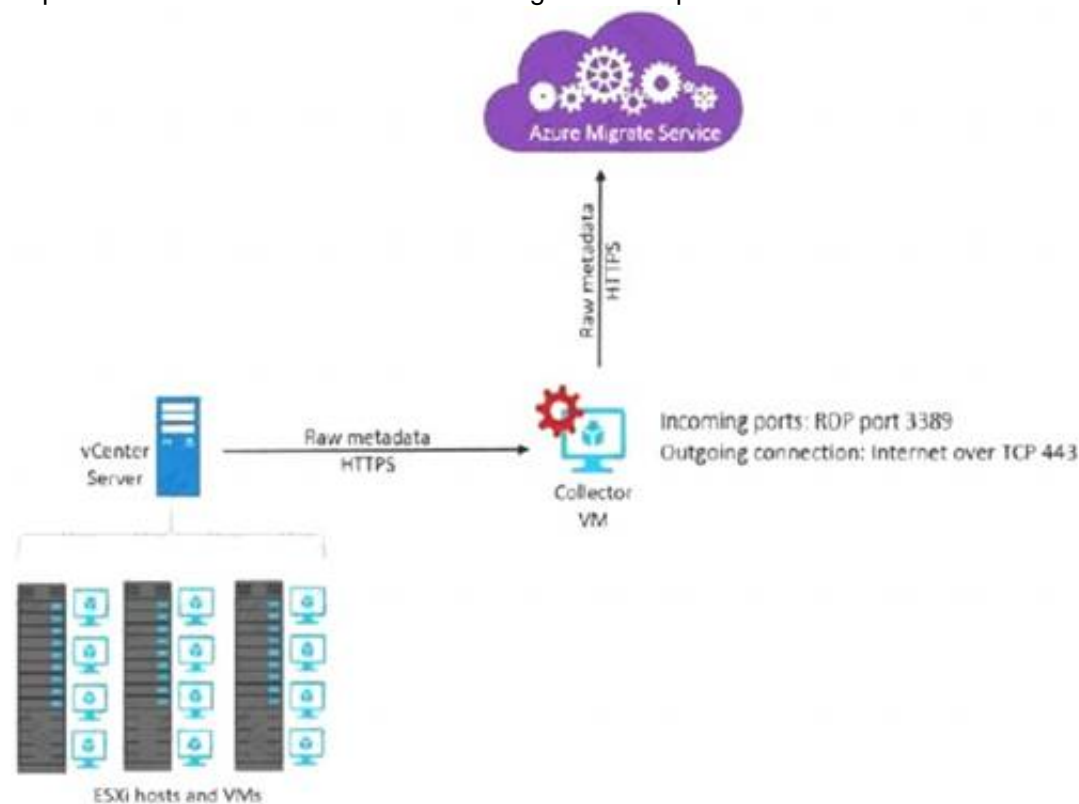 Azure Migrate Service
Raw metadata
HTTPS
vCenter
Server
Raw metadata
HTTPS
Collector
VM
Incoming ports: RDP port 3389
Outgoing connection: Internet over TCP 443
ESXi hosts and VMs